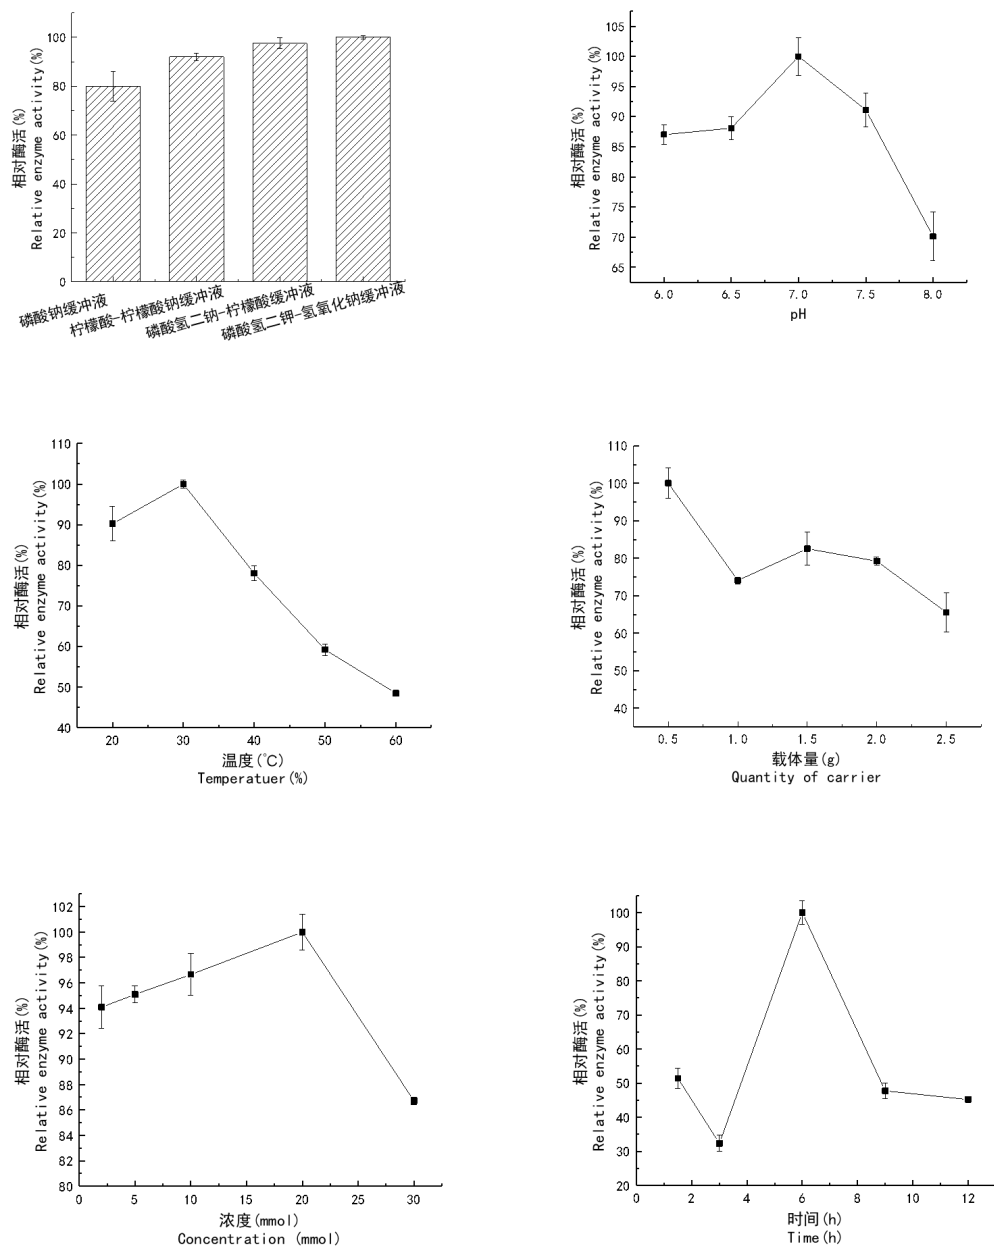 相对酶活(%)
Relative enzyme activity(%)
100
80
60
40
20
0
磷酸钠缓冲液
柠檬酸-柠檬酸钠缓冲液
磷酸氢二钠-柠檬酸缓冲液
磷酸氢二钾-氢氧化钠缓冲液
相对酶活(%)
Relative enzyme activity(%)
105
100
95
90
85
80
75
70
65
6.0 6.5 7.0 7.5 8.0
pH
相对酶活(%)
Relative enzyme activity(%)
110
100
90
80
70
60
50
40
20 30 40 50 60
温度(℃)
Temperatuer(%)
相对酶活(%)
Relative enzyme activity(%)
110
100
90
80
70
60
50
40
0.5 1.0 1.5 2.0 2.5
载体量(g)
Quantity of carrier
相对酶活(%)
Relative enzyme activity(%)
102
100
98
96
94
92
90
88
86
84
82
80
0 5 10 15 20 25 30
浓度(mmol)
Concentration (mmol)
相对酶活(%)
Relative enzyme activity(%)
100
90
80
70
60
50
40
30
20
0 2 4 6 8 10 12
时间(h)
Time(h)